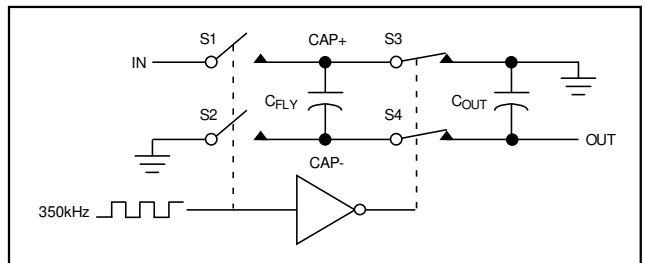 S1
CAP+
S3
IN
S2
CFLY
S4
COUT
OUT
CAP-
350kHz